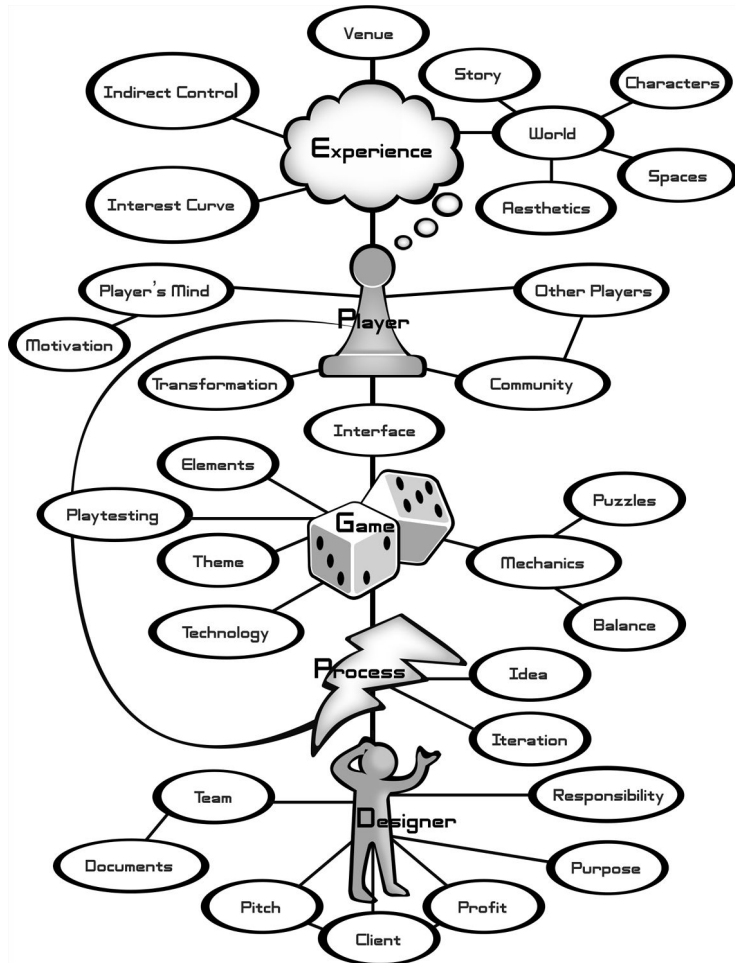 Venue
Story
Characters
Indirect Control
World
Experience
Spaces
Interest Curve
Aesthetics
Player's Mind
Other Players
Player
Motivation
Transformation
Community
Interface
Elements
Puzzles
Playtesting
Game
Mechanics
Theme
Technology
Balance
Process
Idea
Iteration
Team
Responsibility
Designer
Documents
Purpose
Pitch
Profit
Client